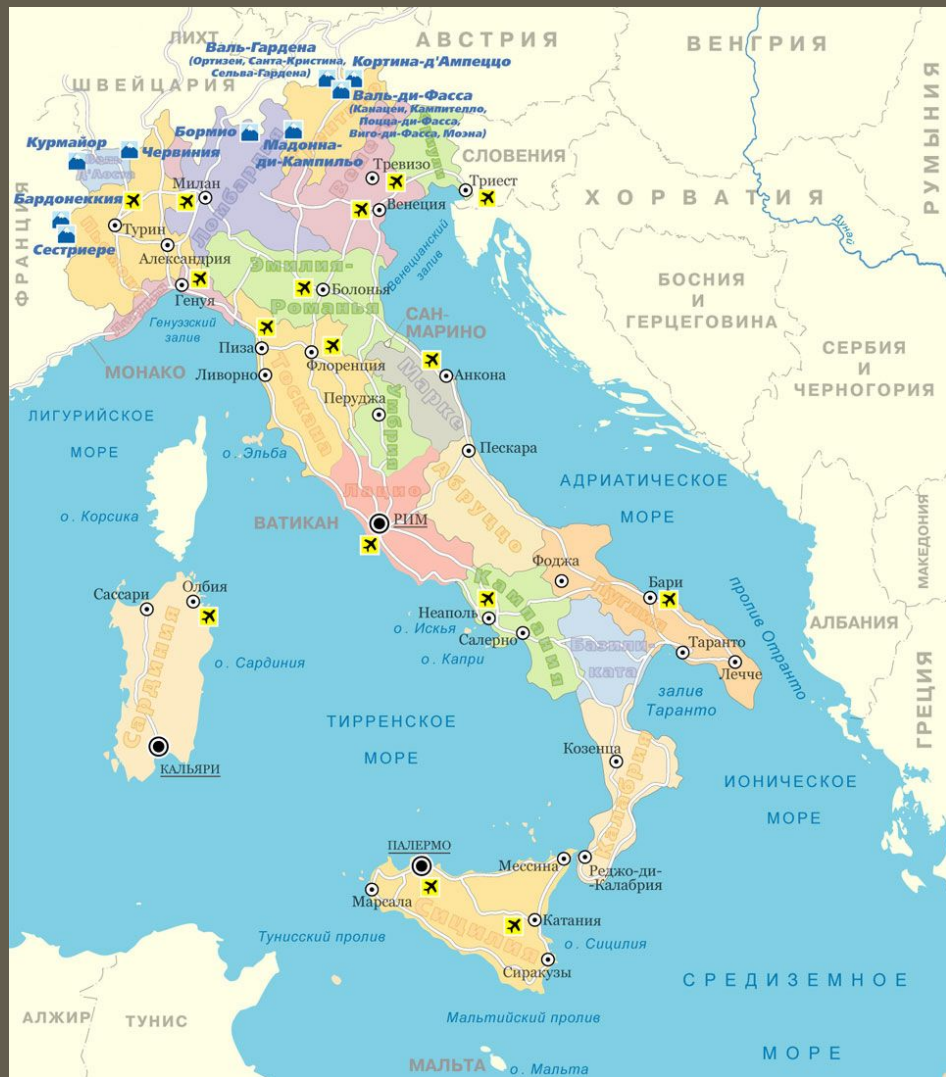 ЛИХТ
АВСТРИЯ
ВЕНГРИЯ
РУМЫНИЯ
Валь-Гардена
(Ортизеи, Санта-Кристина,
Сельва-Гардена)
Кортина-д'Ампеццо
ШВЕЙЦАРИЯ
Валь-ди-Фасса
(Канацеи, Кампителло,
Поцца-ди-Фасса,
Виго-ди-Фасса, Моэна)
Курмайор
Червиния
Бормио
Мадонна-
ди-Кампильо
СЛОВЕНИЯ
д'Аоста
Тревизо
Триест
ХОРВАТИЯ
Милан
Ломбардия
Венеция
Бардонеккия
Турин
Сестриере
Александрия
ФРАНЦИЯ
Дунай
Венецианский
залив
Эмилия-
Романья
Болонья
Генуя
Генуэзский
залив
БОСНИЯ
И
ГЕРЦЕГОВИНА
САН-
МАРИНО
СЕРБИЯ
И
ЧЕРНОГОРИЯ
МОНАКО
Пиза
Флоренция
Ливорно
Тоскана
Анкона
Марке
Перуджа
Умбрия
ЛИГУРИЙСКОЕ
МОРЕ
о. Эльба
Пескара
Абруццо
АДРИАТИЧЕСКОЕ
МОРЕ
Лацио
о. Корсика
ВАТИКАН
РИМ
МАКЕДОНИЯ
Фоджа
Кампания
Апулия
Бари
пролив Отранто
АЛБАНИЯ
Сассари
Олбия
Сардиния
Неаполь
о. Искья
Салерно
о. Капри
Базили-
ката
Таранто
Лечче
о. Сардиния
залив
Таранто
ГРЕЦИЯ
ТИРРЕНСКОЕ
МОРЕ
КАЛЬЯРИ
Козенца
Калабрия
ИОНИЧЕСКОЕ
МОРЕ
ПАЛЕРМО
Мессина
Реджо-ди-
-Калабрия
Марсала
Сицилия
Катания
Тунисский пролив
о. Сицилия
Сиракузы
СРЕДИЗЕМНОЕ
МОРЕ
АЛЖИР
ТУНИС
Мальтийский пролив
МАЛЬТА
о. Мальта